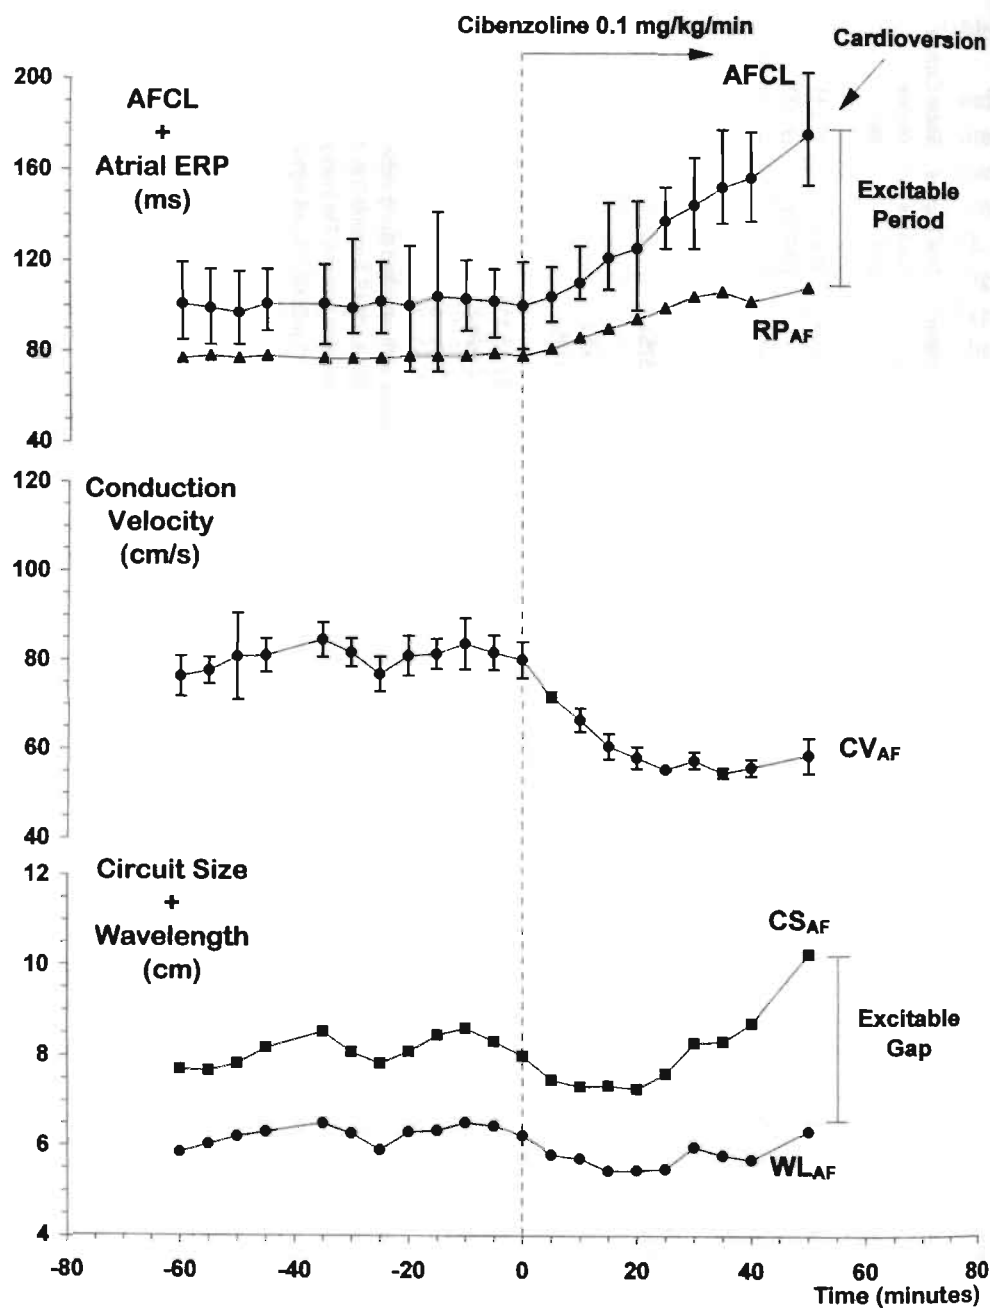 Cibenzoline 0.1 mg/kg/min
Cardioversion
200
160
120
80
40
AFCL
+
Atrial ERP
(ms)
AFCL
Excitable
Period
RPAF
120
100
80
60
40
Conduction
Velocity
(cm/s)
CVAF
12
10
8
6
4
Circuit Size
+
Wavelength
(cm)
CSAF
Excitable
Gap
WLAF
-80 -60 -40 -20 0 20 40 60 80
Time (minutes)